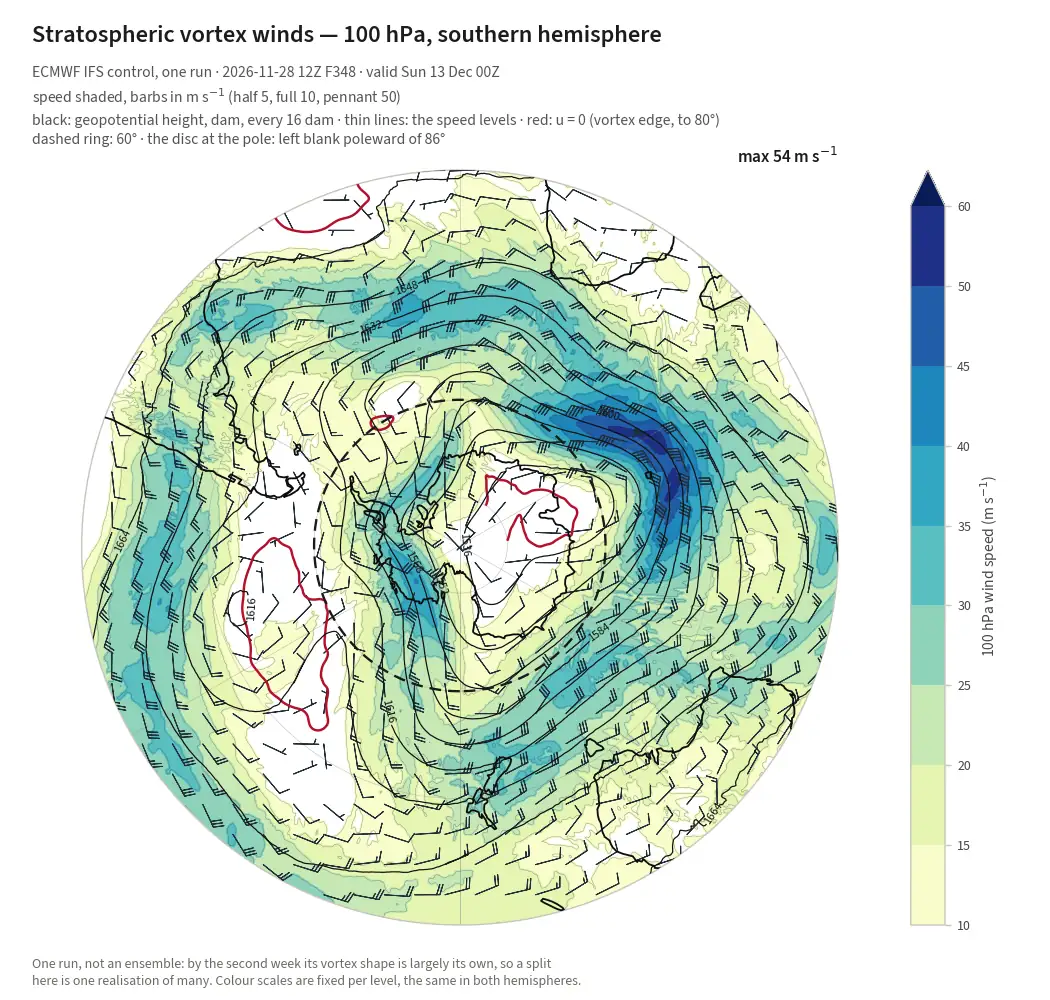 Stratospheric vortex winds — 100 hPa, southern hemisphere
ECMWF IFS control, one run · 2026-11-28 12Z F348 · valid Sun 13 Dec 00Z
speed shaded, barbs in m s⁻¹ (half 5, full 10, pennant 50)
black: geopotential height, dam, every 16 dam · thin lines: the speed levels · red: u = 0 (vortex edge, to 80°)
dashed ring: 60° · the disc at the pole: left blank poleward of 86°
max 54 m s⁻¹
60
50
45
40
35
30
25
20
15
10
100 hPa wind speed (m s⁻¹)
1648
1632
1600
1664
1536
1616
1584
1616
1664
One run, not an ensemble: by the second week its vortex shape is largely its own, so a split
here is one realisation of many. Colour scales are fixed per level, the same in both hemispheres.